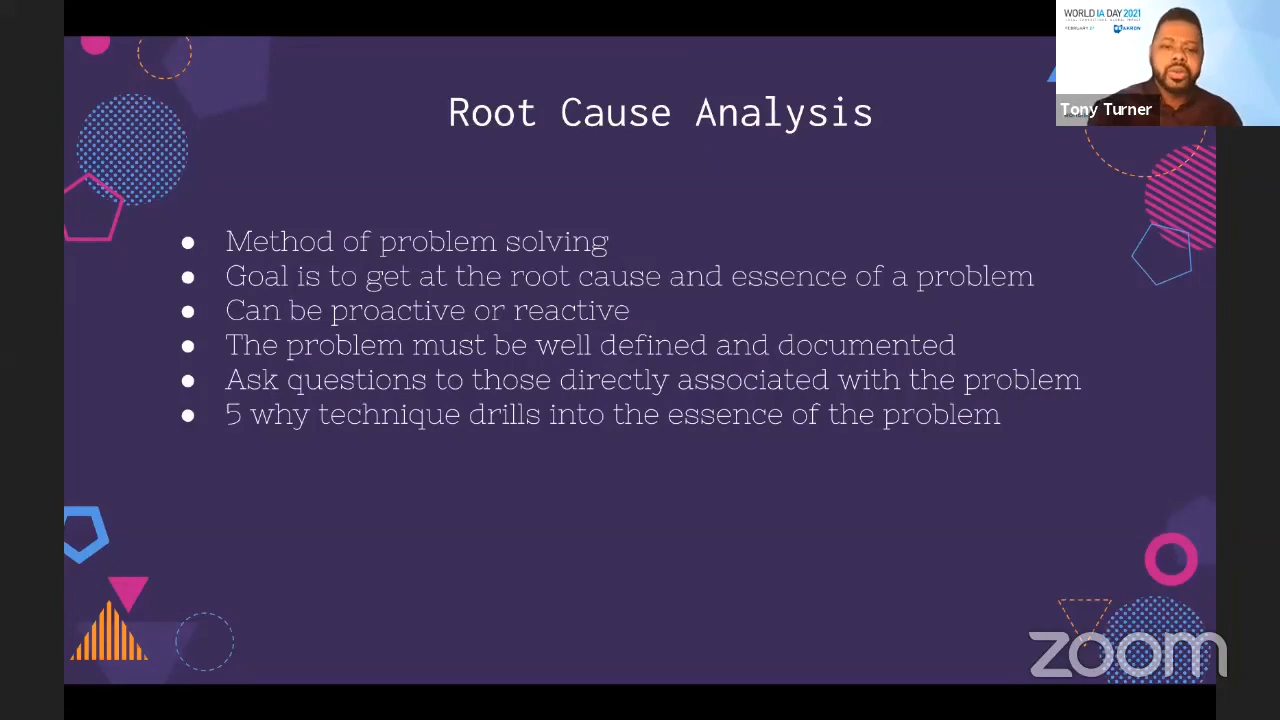 WORLD IA DAY 2021
AKRON
Tony Turner
Root Cause Analysis
● Method of problem solving
● Goal is to get at the root cause and essence of a problem
● Can be proactive or reactive
● The problem must be well defined and documented
● Ask questions to those directly associated with the problem
● 5 why technique drills into the essence of the problem
zoom